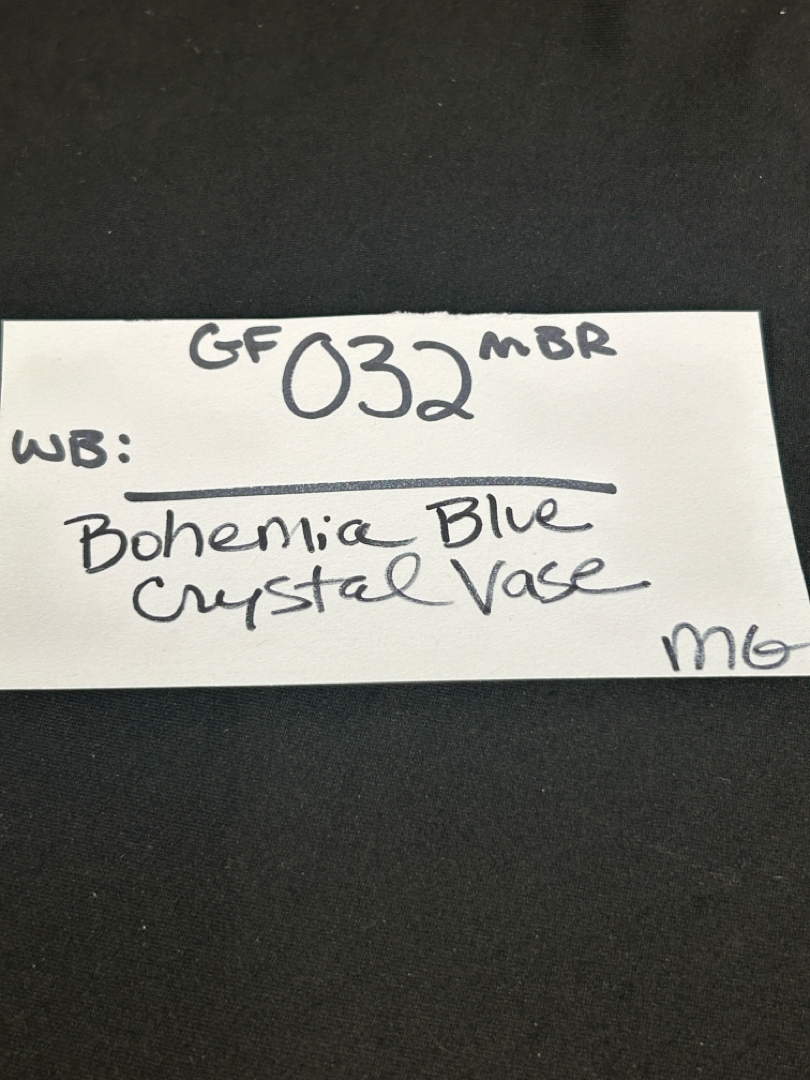 GF 032 MBR
WB:
Bohemia Blue
Crystal Vase
MG